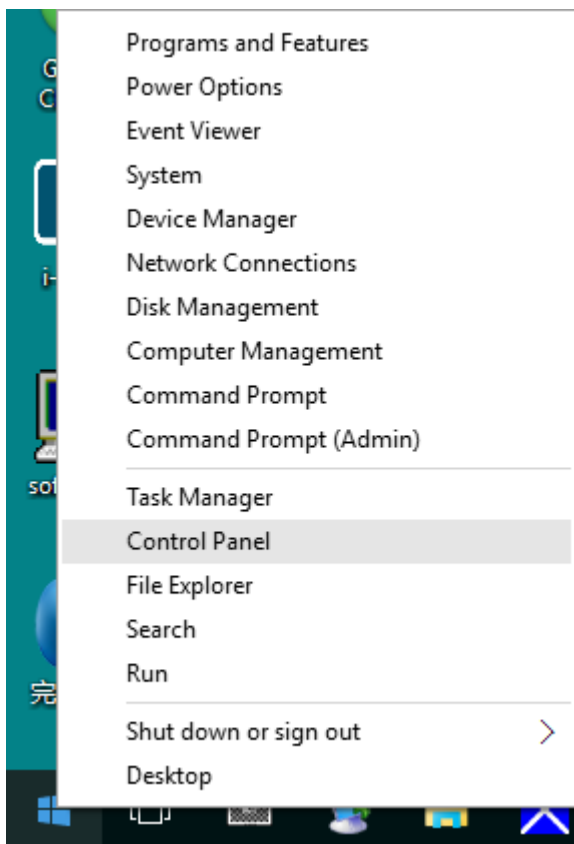 Programs and Features
Power Options
Event Viewer
System
Device Manager
Network Connections
Disk Management
Computer Management
Command Prompt
Command Prompt (Admin)
Task Manager
Control Panel
File Explorer
Search
Run
Shut down or sign out
Desktop